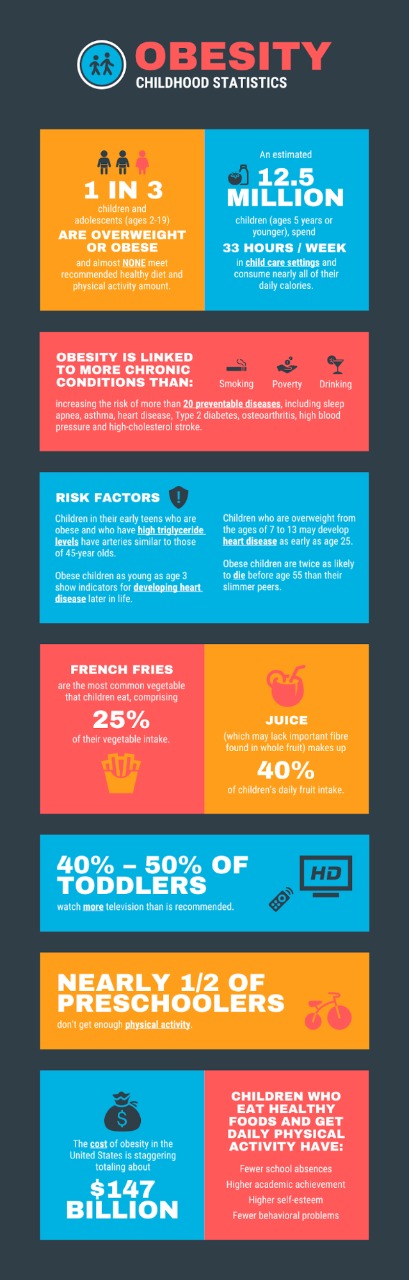 OBESITY
CHILDHOOD STATISTICS
1 IN 3
children and
adolescents (ages 2-19)
ARE OVERWEIGHT
OR OBESE
and almost NONE meet
recommended healthy diet and
physical activity amount.
An estimated
12.5
MILLION
children (ages 5 years or
younger), spend
33 HOURS / WEEK
in child care settings and
consume nearly all of their
daily calories.
OBESITY IS LINKED
TO MORE CHRONIC
CONDITIONS THAN:
Smoking
Poverty
Drinking
increasing the risk of more than 20 preventable diseases, including sleep
apnea, asthma, heart disease, Type 2 diabetes, osteoarthritis, high blood
pressure and high-cholesterol stroke.
RISK FACTORS
Children in their early teens who are
obese and who have high triglyceride
levels have arteries similar to those
of 45-year olds.
Obese children as young as age 3
show indicators for developing heart
disease later in life.
Children who are overweight from
the ages of 7 to 13 may develop
heart disease as early as age 25.
Obese children are twice as likely
to die before age 55 than their
slimmer peers.
FRENCH FRIES
are the most common vegetable
that children eat, comprising
25%
of their vegetable intake.
JUICE
(which may lack important fibre
found in whole fruit) makes up
40%
of children's daily fruit intake.
40% – 50% OF
TODDLERS
watch more television than is recommended.
HD
NEARLY 1/2 OF
PRESCHOOLERS
don't get enough physical activity.
$
The cost of obesity in the
United States is staggering
totaling about
$147
BILLION
CHILDREN WHO
EAT HEALTHY
FOODS AND GET
DAILY PHYSICAL
ACTIVITY HAVE:
Fewer school absences
Higher academic achievement
Higher self-esteem
Fewer behavioral problems